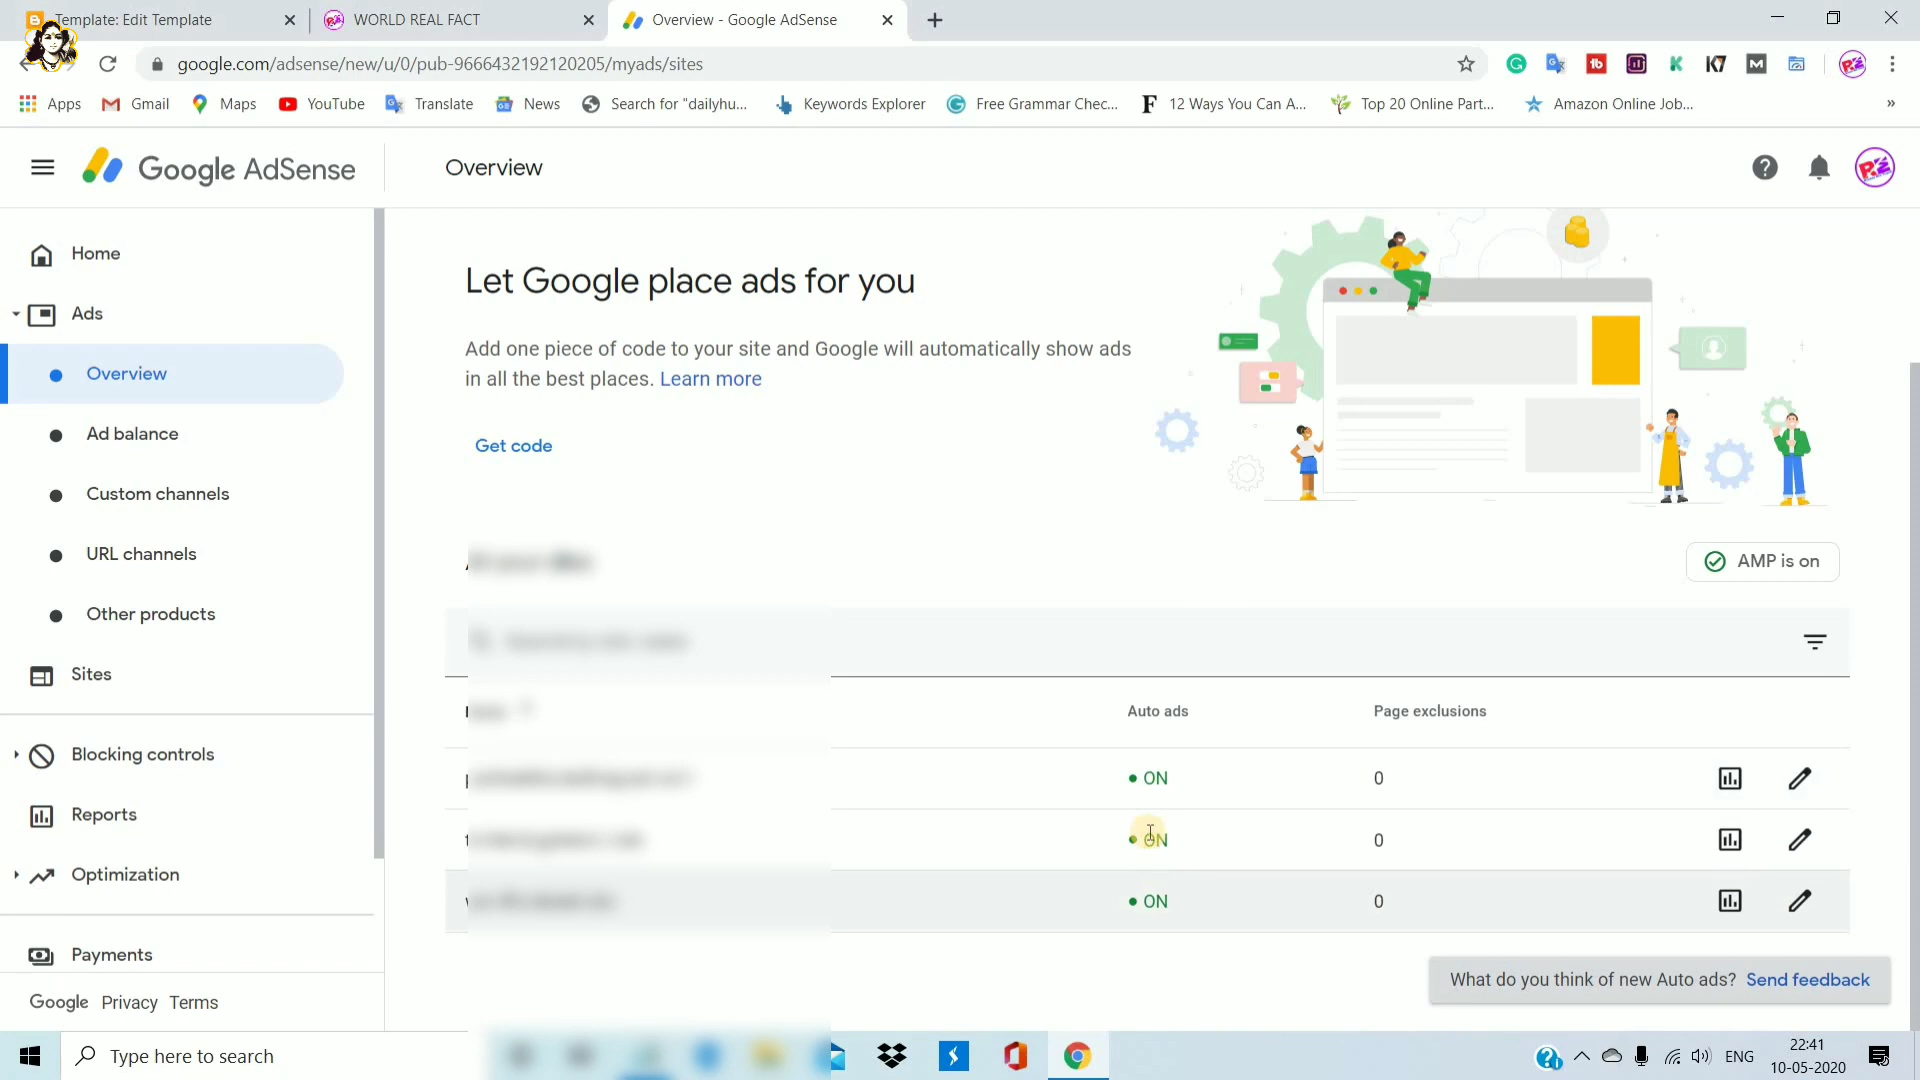 Template: Edit Template
WORLD REAL FACT
Overview - Google AdSense
google.com/adsense/new/u/0/pub-9666432192120205/myads/sites
Apps
Gmail
Maps
YouTube
Translate
News
Search for "dailyhu...
Keywords Explorer
Free Grammar Chec...
12 Ways You Can A...
Top 20 Online Part...
Amazon Online Job...
»
Google AdSense
Overview
Home
Ads
Overview
Ad balance
Custom channels
URL channels
Other products
Sites
Blocking controls
Reports
Optimization
Payments
Google Privacy Terms
Let Google place ads for you
Add one piece of code to your site and Google will automatically show ads
in all the best places. Learn more
Get code
AMP is on
Auto ads Page exclusions
ON 0
ON 0
ON 0
What do you think of new Auto ads? Send feedback
Type here to search
ENG
22:41
10-05-2020